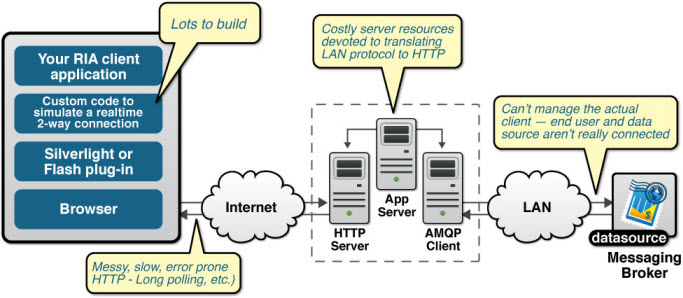 Lots to build
Costly server resources
devoted to translating
LAN protocol to HTTP
Your RIA client
application
Custom code to
simulate a realtime
2-way connection
Silverlight or
Flash plug-in
Browser
Can't manage the actual
client — end user and data
source aren't really connected
Internet
HTTP
Server
App
Server
AMQP
Client
LAN
datasource
Messaging
Broker
Messy, slow, error prone
HTTP - Long polling, etc.)